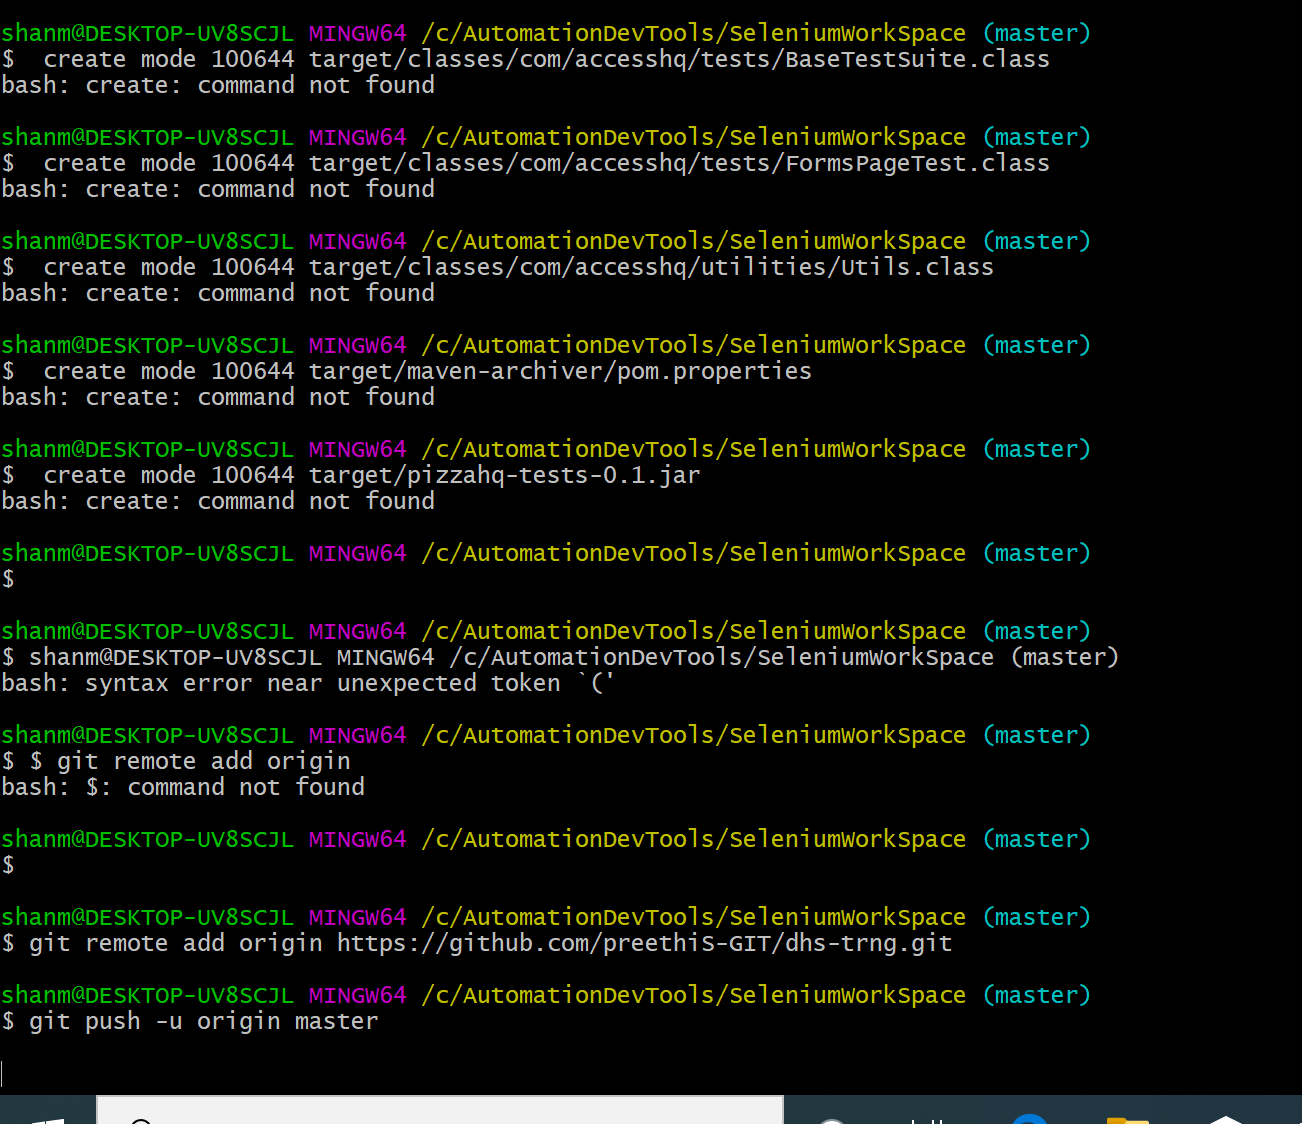 shanm@DESKTOP-UV8SCJL MINGW64 /c/AutomationDevTools/SeleniumWorkSpace (master)
$  create mode 100644 target/classes/com/accesshq/tests/BaseTestSuite.class
bash: create: command not found
shanm@DESKTOP-UV8SCJL MINGW64 /c/AutomationDevTools/SeleniumWorkSpace (master)
$  create mode 100644 target/classes/com/accesshq/tests/FormsPageTest.class
bash: create: command not found
shanm@DESKTOP-UV8SCJL MINGW64 /c/AutomationDevTools/SeleniumWorkSpace (master)
$  create mode 100644 target/classes/com/accesshq/utilities/Utils.class
bash: create: command not found
shanm@DESKTOP-UV8SCJL MINGW64 /c/AutomationDevTools/SeleniumWorkSpace (master)
$  create mode 100644 target/maven-archiver/pom.properties
bash: create: command not found
shanm@DESKTOP-UV8SCJL MINGW64 /c/AutomationDevTools/SeleniumWorkSpace (master)
$  create mode 100644 target/pizzahq-tests-0.1.jar
bash: create: command not found
shanm@DESKTOP-UV8SCJL MINGW64 /c/AutomationDevTools/SeleniumWorkSpace (master)
$
shanm@DESKTOP-UV8SCJL MINGW64 /c/AutomationDevTools/SeleniumWorkSpace (master)
$ shanm@DESKTOP-UV8SCJL MINGW64 /c/AutomationDevTools/SeleniumWorkSpace (master)
bash: syntax error near unexpected token `('
shanm@DESKTOP-UV8SCJL MINGW64 /c/AutomationDevTools/SeleniumWorkSpace (master)
$ $ git remote add origin
bash: $: command not found
shanm@DESKTOP-UV8SCJL MINGW64 /c/AutomationDevTools/SeleniumWorkSpace (master)
$
shanm@DESKTOP-UV8SCJL MINGW64 /c/AutomationDevTools/SeleniumWorkSpace (master)
$ git remote add origin https://github.com/preethiS-GIT/dhs-trng.git
shanm@DESKTOP-UV8SCJL MINGW64 /c/AutomationDevTools/SeleniumWorkSpace (master)
$ git push -u origin master